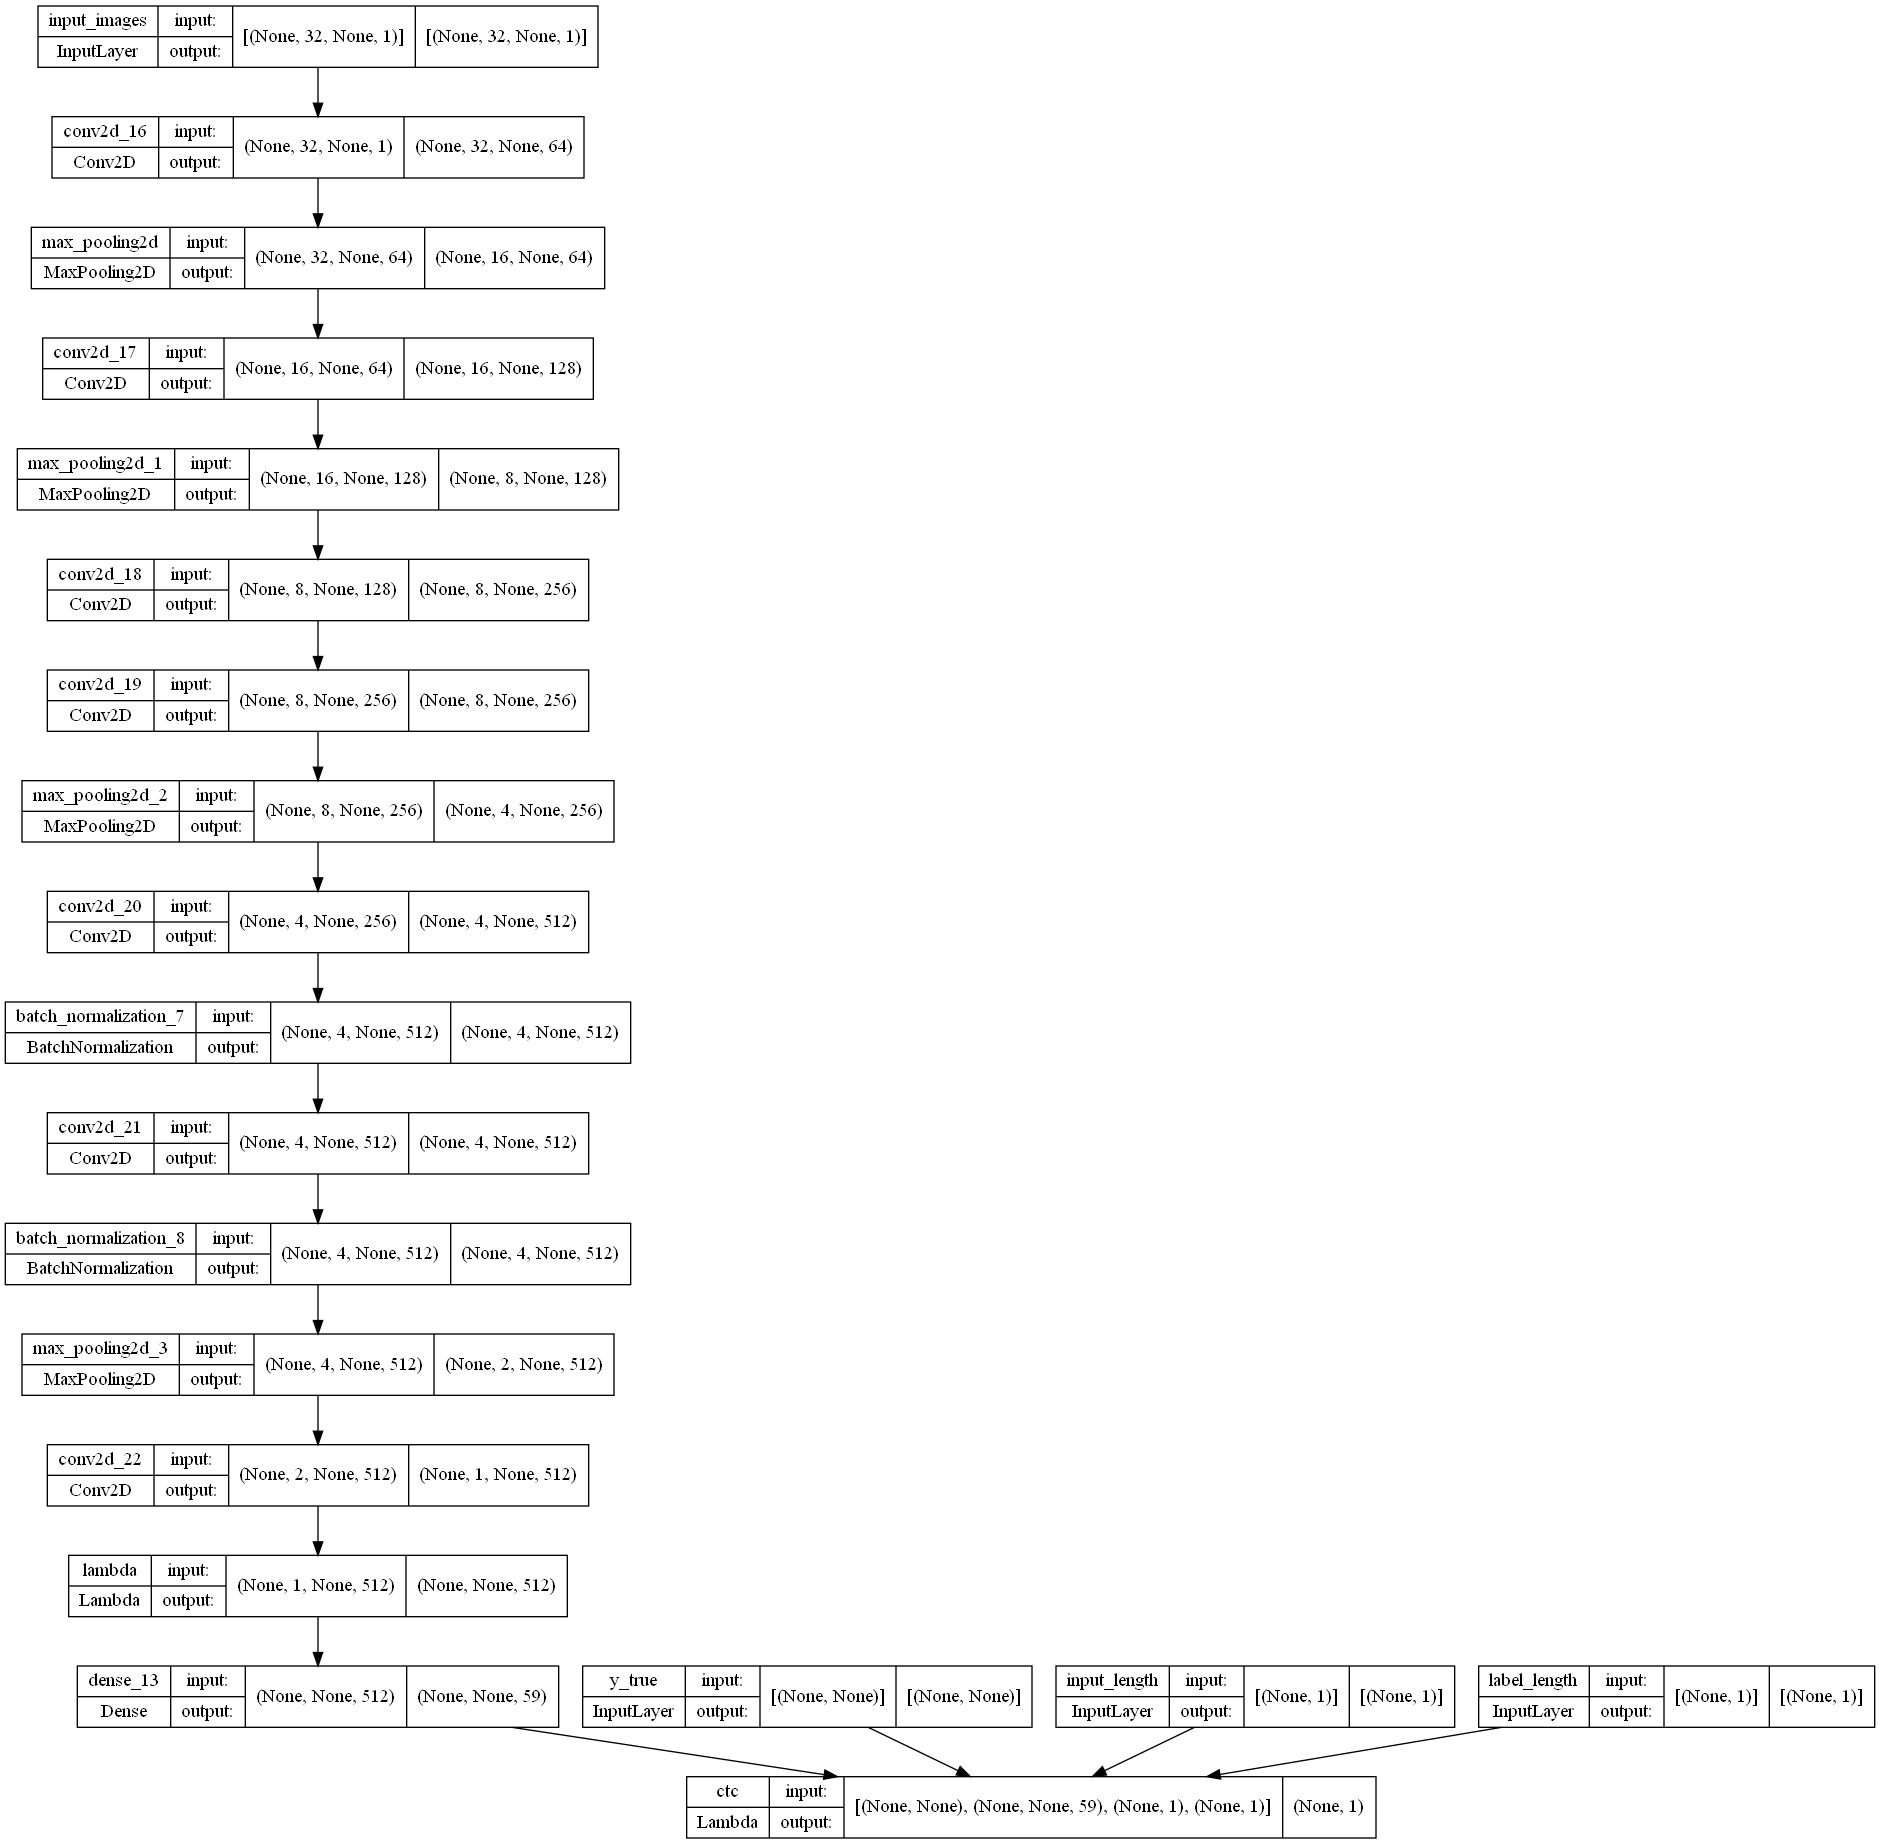 input_images input: [(None, 32, None, 1)] [(None, 32, None, 1)]
InputLayer output:
conv2d_16 input: (None, 32, None, 1) (None, 32, None, 64)
Conv2D output:
max_pooling2d input: (None, 32, None, 64) (None, 16, None, 64)
MaxPooling2D output:
conv2d_17 input: (None, 16, None, 64) (None, 16, None, 128)
Conv2D output:
max_pooling2d_1 input: (None, 16, None, 128) (None, 8, None, 128)
MaxPooling2D output:
conv2d_18 input: (None, 8, None, 128) (None, 8, None, 256)
Conv2D output:
conv2d_19 input: (None, 8, None, 256) (None, 8, None, 256)
Conv2D output:
max_pooling2d_2 input: (None, 8, None, 256) (None, 4, None, 256)
MaxPooling2D output:
conv2d_20 input: (None, 4, None, 256) (None, 4, None, 512)
Conv2D output:
batch_normalization_7 input: (None, 4, None, 512) (None, 4, None, 512)
BatchNormalization output:
conv2d_21 input: (None, 4, None, 512) (None, 4, None, 512)
Conv2D output:
batch_normalization_8 input: (None, 4, None, 512) (None, 4, None, 512)
BatchNormalization output:
max_pooling2d_3 input: (None, 4, None, 512) (None, 2, None, 512)
MaxPooling2D output:
conv2d_22 input: (None, 2, None, 512) (None, 1, None, 512)
Conv2D output:
lambda input: (None, 1, None, 512) (None, None, 512)
Lambda output:
dense_13 input: (None, None, 512) (None, None, 59)
Dense output:
y_true input: [(None, None)] [(None, None)]
InputLayer output:
input_length input: [(None, 1)] [(None, 1)]
InputLayer output:
label_length input: [(None, 1)] [(None, 1)]
InputLayer output:
ctc input: [(None, None), (None, None, 59), (None, 1), (None, 1)] (None, 1)
Lambda output: